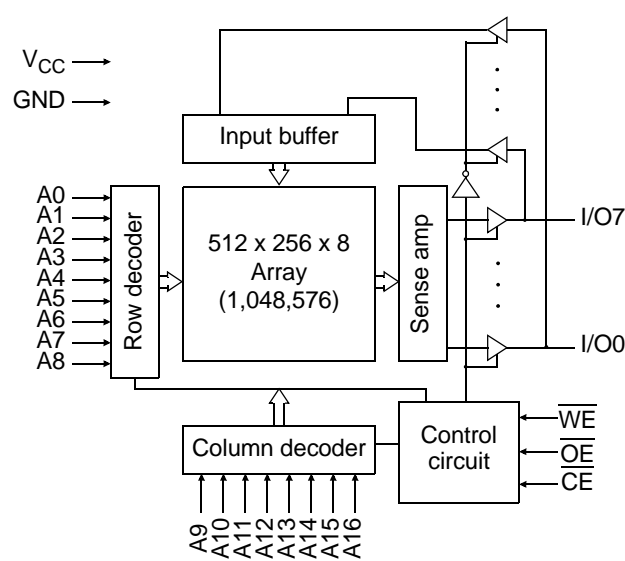 VCC
GND
Input buffer
A0
A1
A2
A3
A4
A5
A6
A7
A8
Row decoder
512 x 256 x 8
Array
(1,048,576)
Sense amp
I/O7
I/O0
Column decoder
Control
circuit
WE
OE
CE
A9
A10
A11
A12
A13
A14
A15
A16